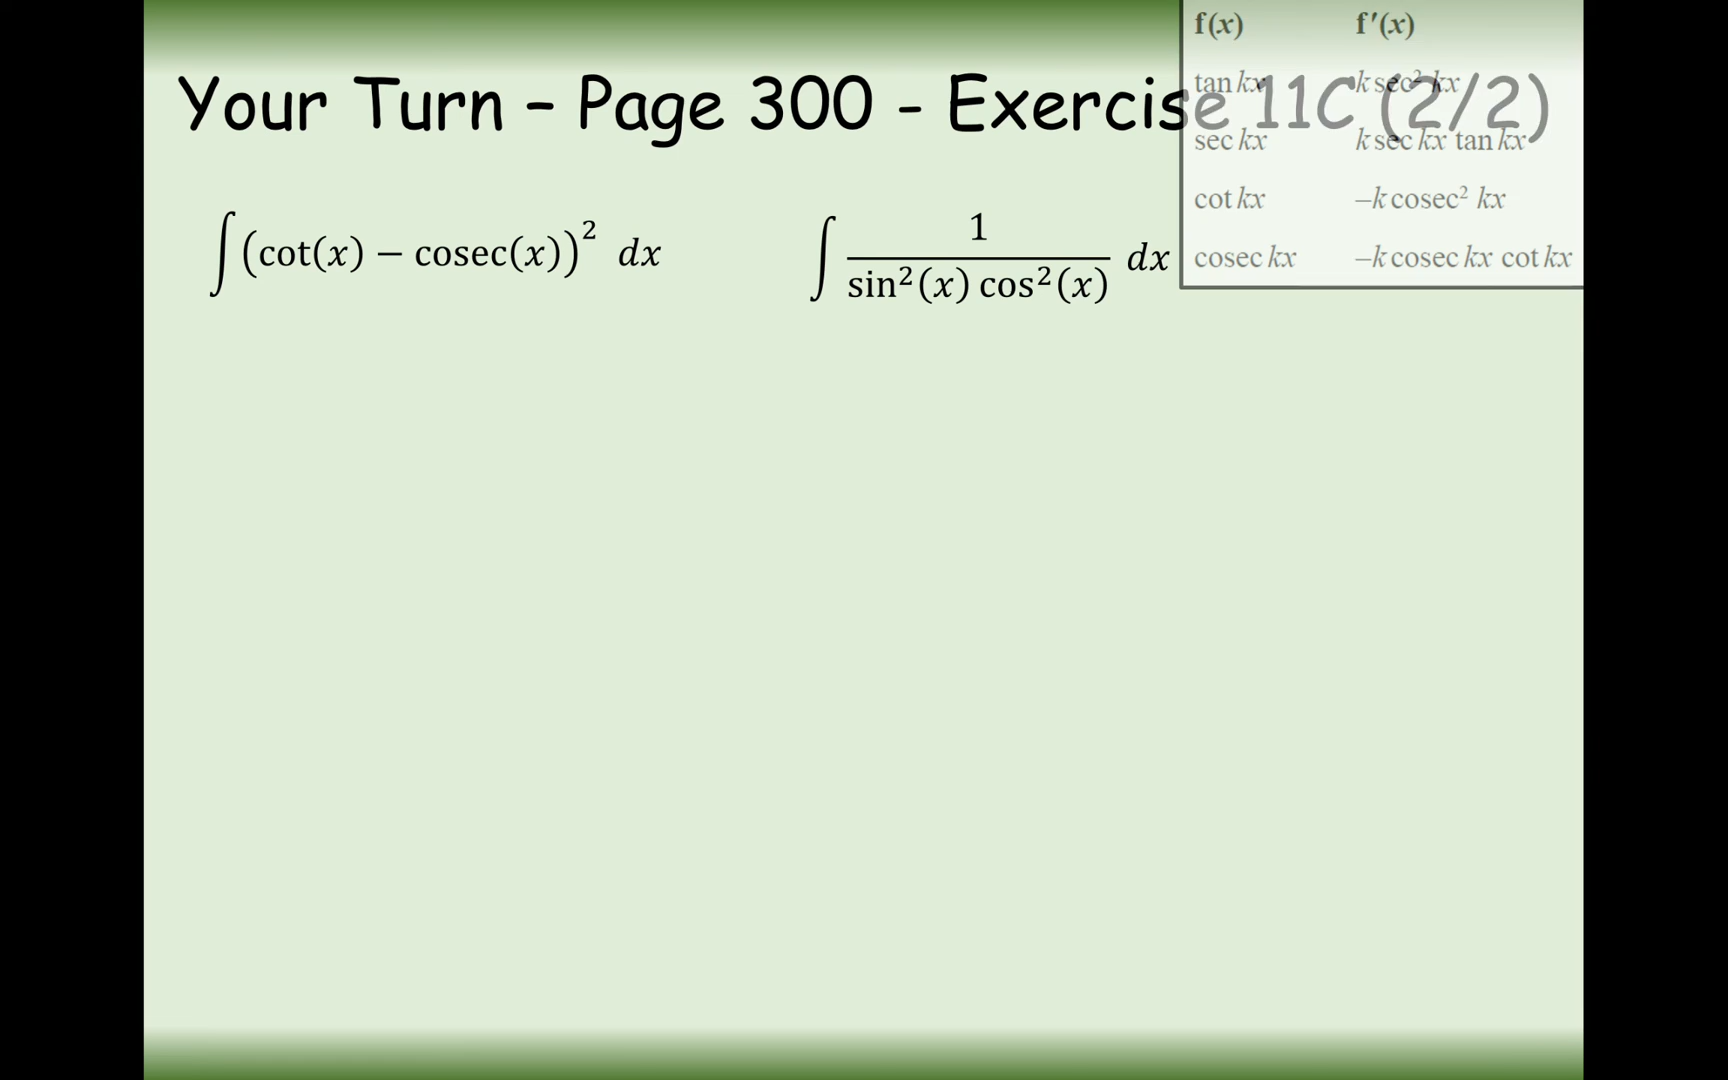 Your Turn – Page 300 - Exercise 11C (2/2)
f(x) f′(x)
tan kx k sec² kx
sec kx k sec kx tan kx
cot kx –k cosec² kx
cosec kx –k cosec kx cot kx
∫(cot(x) − cosec(x))² dx
∫ 1 / sin²(x) cos²(x) dx